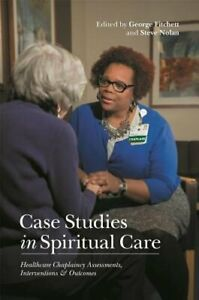 Edited by George Fitchett
and Steve Nolan
Case Studies
in Spiritual Care
Healthcare Chaplaincy Assessments,
Interventions & Outcomes